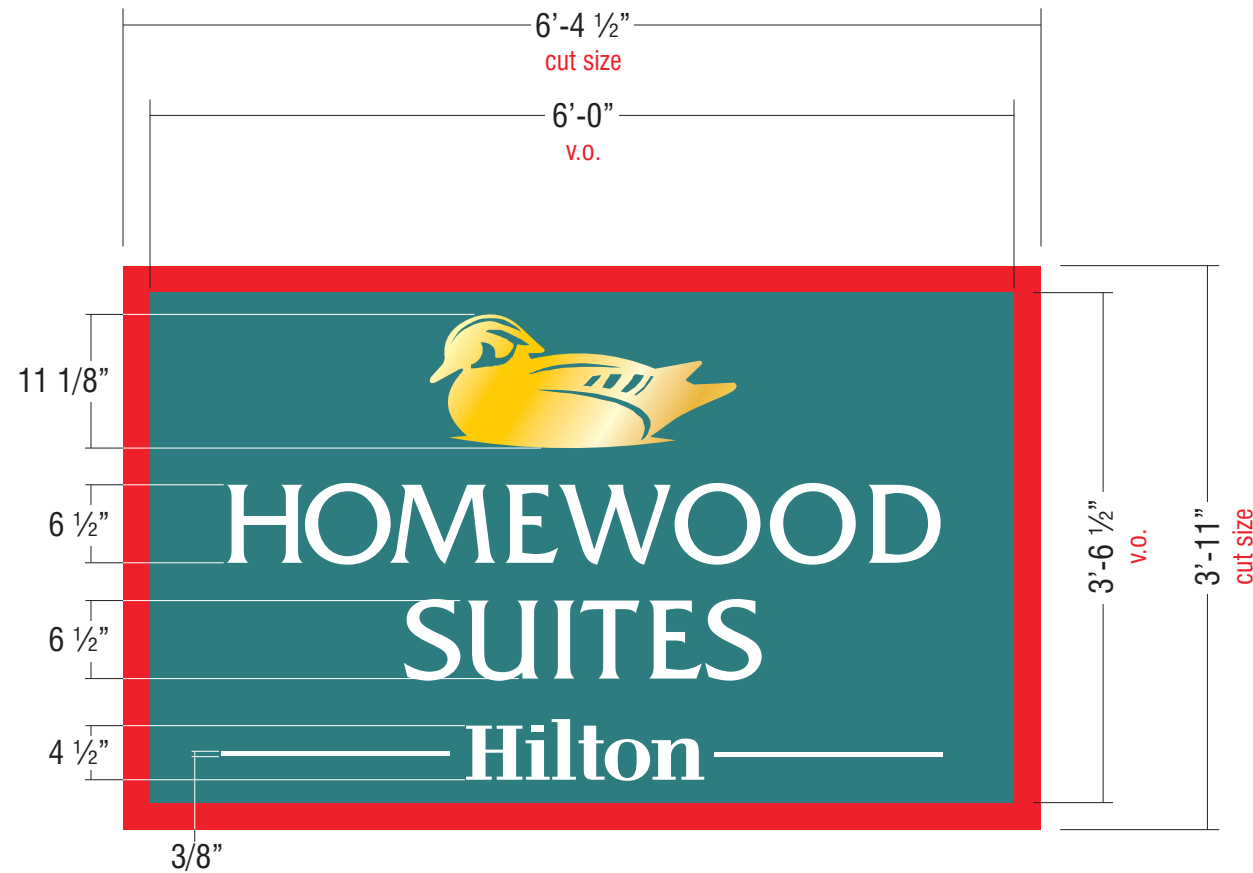 6’-4 ½”
cut size
6’-0”
v.o.
11 1/8”
HOMEWOOD
6 ½”
3’-6 ½”
v.o.
3’-11”
cut size
SUITES
6 ½”
Hilton
4 ½”
3/8”